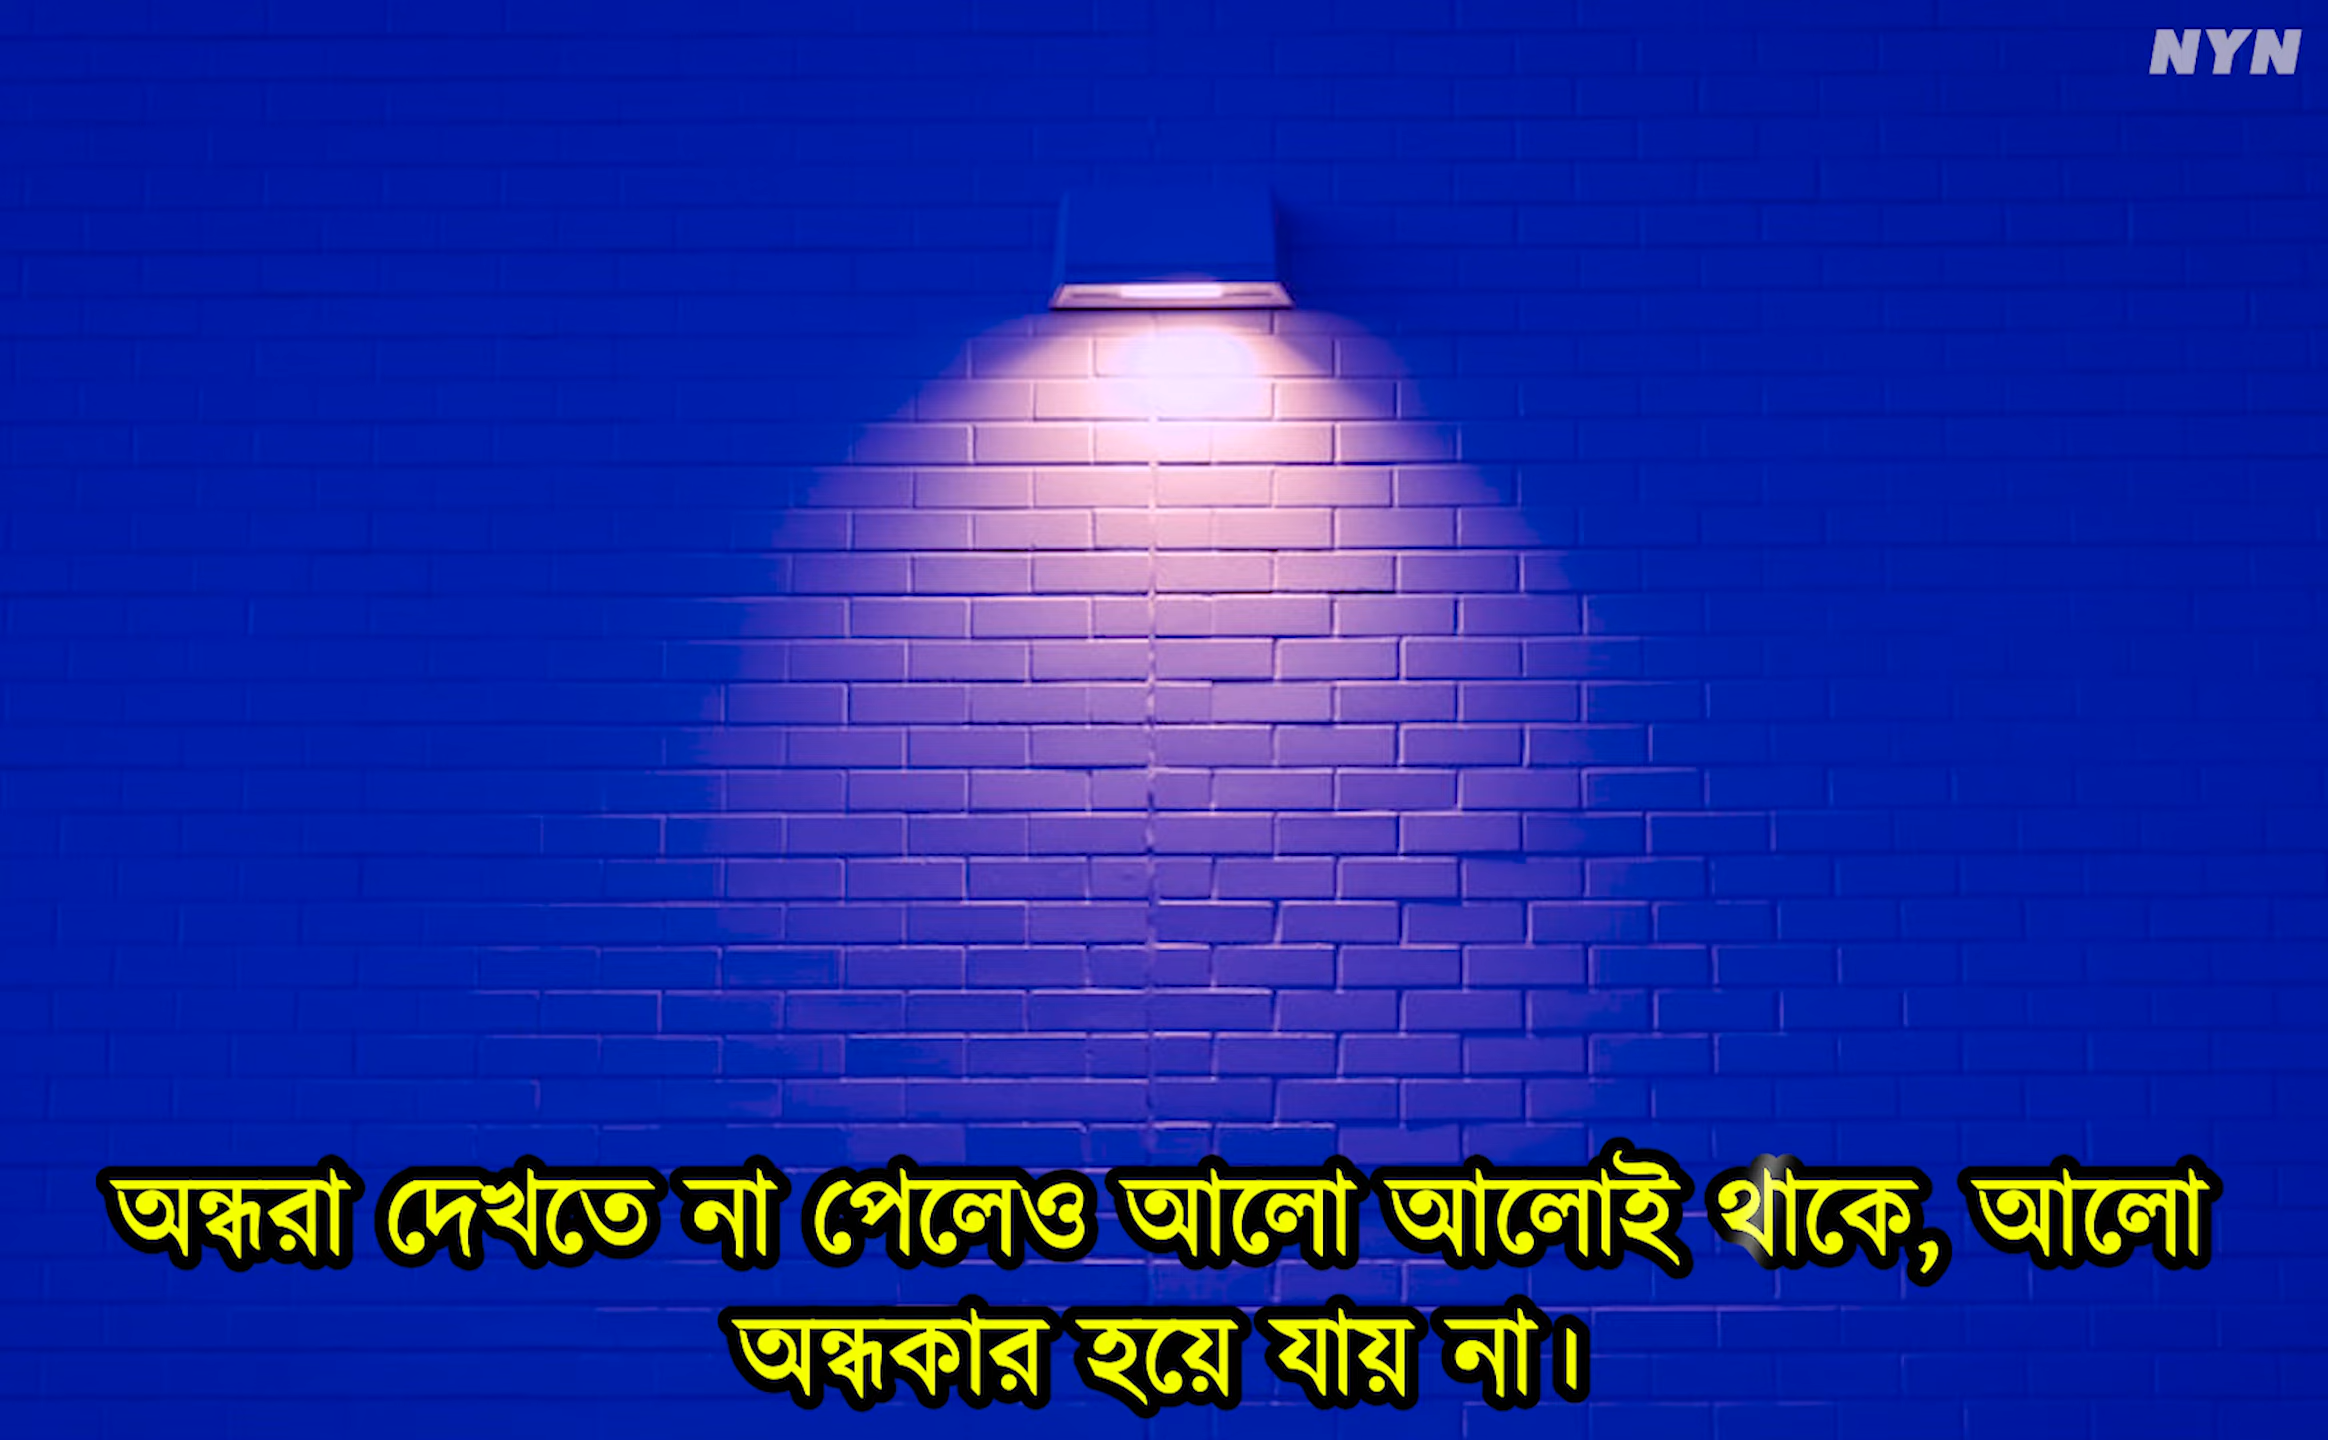 NYN
অন্ধরা দেখতে না পেলেও আলো আলোই থাকে, আলো
অন্ধকার হয়ে যায় না।